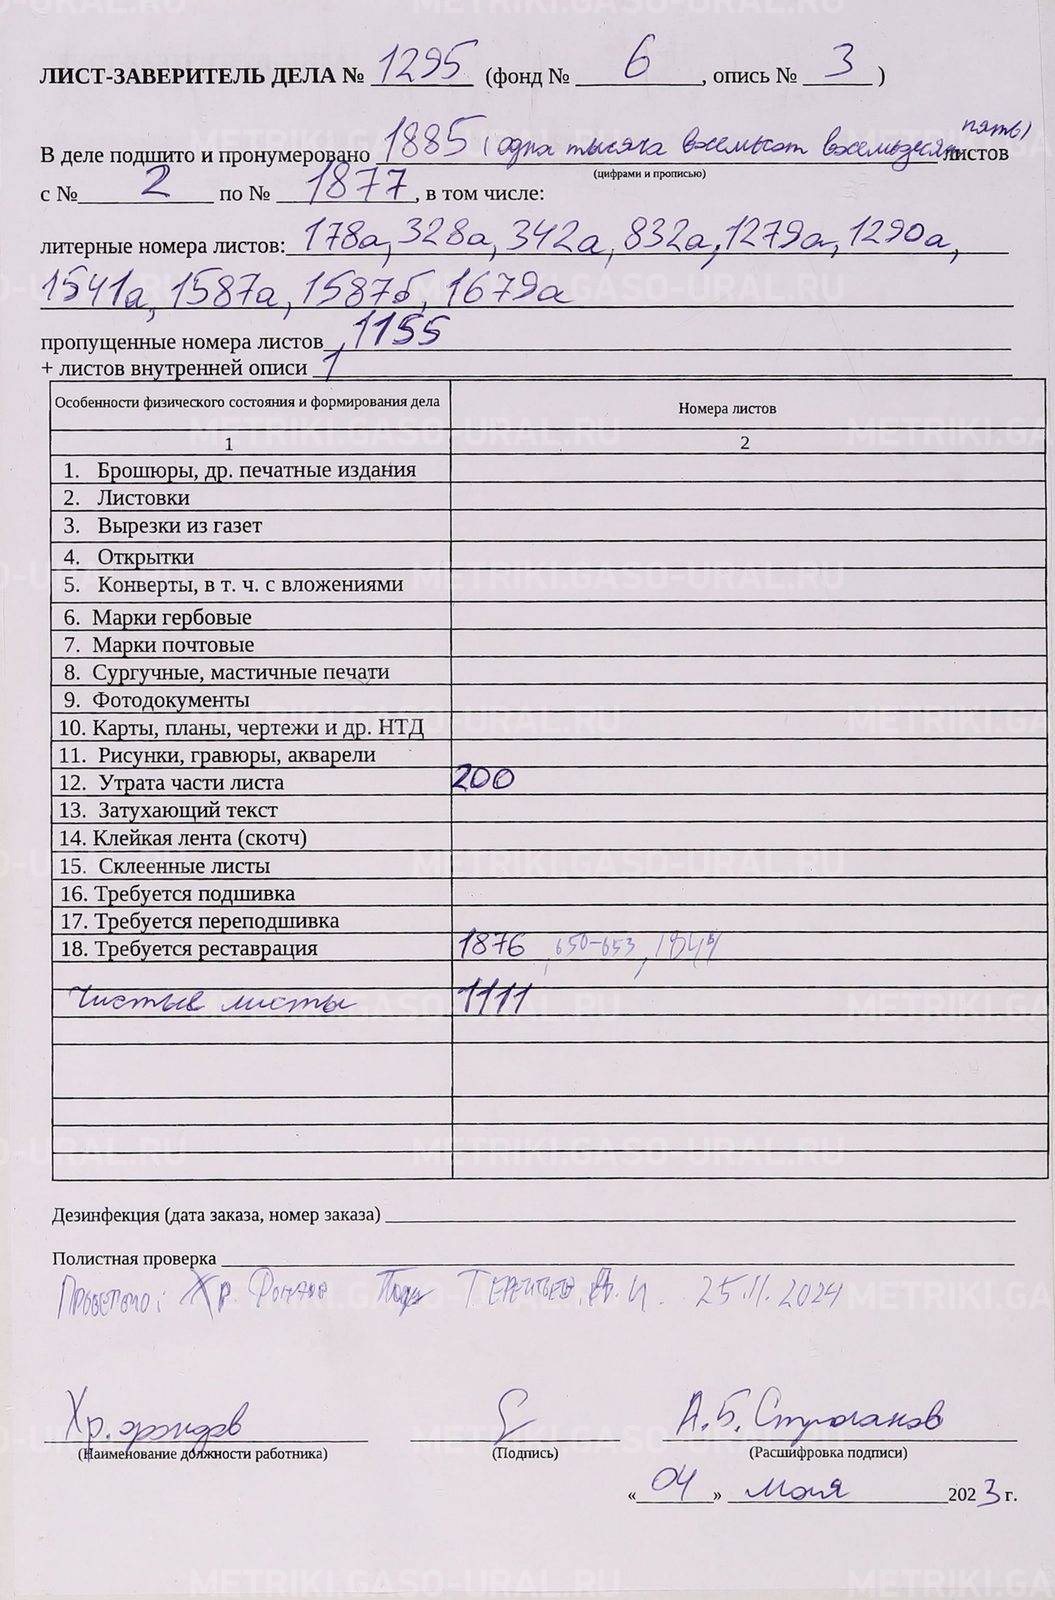 ЛИСТ-ЗАВЕРИТЕЛЬ ДЕЛА № 1295 (фонд № 6, опись № 3)
пять)
В деле подшито и пронумеровано 1885 (одна тысяча восемьсот восемьдесят листов
(цифрами и прописью)
с № 2 по № 1877, в том числе:
литерные номера листов: 178а, 328а, 342а, 832а, 1279а, 1290а,
1541а, 1587а, 1587б, 1679а
пропущенные номера листов 1155
+ листов внутренней описи 1
Особенности физического состояния и формирования дела Номера листов
1 2
1. Брошюры, др. печатные издания
2. Листовки
3. Вырезки из газет
4. Открытки
5. Конверты, в т. ч. с вложениями
6. Марки гербовые
7. Марки почтовые
8. Сургучные, мастичные печати
9. Фотодокументы
10. Карты, планы, чертежи и др. НТД
11. Рисунки, гравюры, акварели
12. Утрата части листа 200
13. Затухающий текст
14. Клейкая лента (скотч)
15. Склеенные листы
16. Требуется подшивка
17. Требуется переподшивка
18. Требуется реставрация 1876, 650-653,
Чистые листы 1111
Дезинфекция (дата заказа, номер заказа)
Полистная проверка
Хр. Фондов 25.11.2024
Хр. фондов А.Б. Строганов
(Наименование должности работника) (Подпись) (Расшифровка подписи)
«04» мая 2023 г.
METRIKI.GASO-URAL.RU